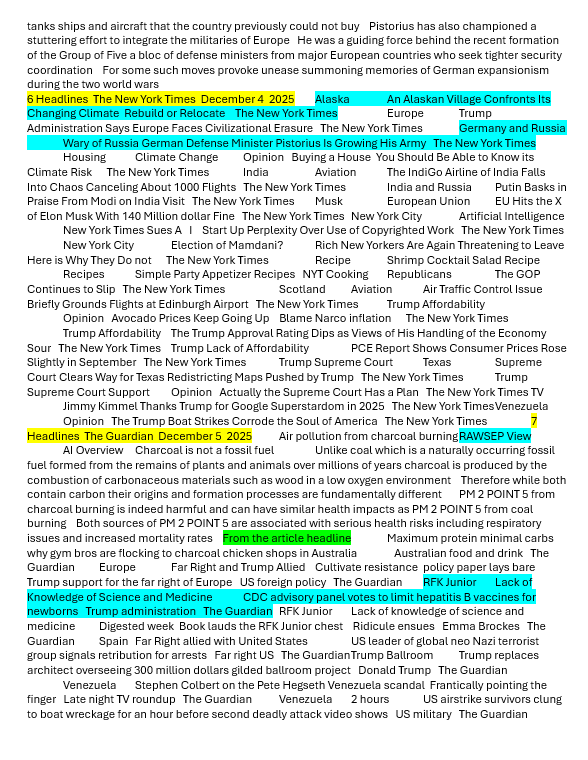 tanks ships and aircraft that the country previously could not buy Pistorius has also championed a
stuttering effort to integrate the militaries of Europe He was a guiding force behind the recent formation
of the Group of Five a bloc of defense ministers from major European countries who seek tighter security
coordination For some such moves provoke unease summoning memories of German expansionism
during the two world wars
6 Headlines The New York Times December 4 2025 Alaska An Alaskan Village Confronts Its
Changing Climate Rebuild or Relocate The New York Times Europe Trump
Administration Says Europe Faces Civilizational Erasure The New York Times Germany and Russia
Wary of Russia German Defense Minister Pistorius Is Growing His Army The New York Times
Housing Climate Change Opinion Buying a House You Should Be Able to Know its
Climate Risk The New York Times India Aviation The IndiGo Airline of India Falls
Into Chaos Canceling About 1000 Flights The New York Times India and Russia Putin Basks in
Praise From Modi on India Visit The New York Times Musk European Union EU Hits the X
of Elon Musk With 140 Million dollar Fine The New York Times New York City Artificial Intelligence
New York Times Sues A I Start Up Perplexity Over Use of Copyrighted Work The New York Times
New York City Election of Mamdani? Rich New Yorkers Are Again Threatening to Leave
Here is Why They Do not The New York Times Recipe Shrimp Cocktail Salad Recipe
Recipes Simple Party Appetizer Recipes NYT Cooking Republicans The GOP
Continues to Slip The New York Times Scotland Aviation Air Traffic Control Issue
Briefly Grounds Flights at Edinburgh Airport The New York Times Trump Affordability
Opinion Avocado Prices Keep Going Up Blame Narco inflation The New York Times
Trump Affordability The Trump Approval Rating Dips as Views of His Handling of the Economy
Sour The New York Times Trump Lack of Affordability PCE Report Shows Consumer Prices Rose
Slightly in September The New York Times Trump Supreme Court Texas Supreme
Court Clears Way for Texas Redistricting Maps Pushed by Trump The New York Times Trump
Supreme Court Support Opinion Actually the Supreme Court Has a Plan The New York Times TV
Jimmy Kimmel Thanks Trump for Google Superstardom in 2025 The New York TimesVenezuela
Opinion The Trump Boat Strikes Corrode the Soul of America The New York Times 7
Headlines The Guardian December 5 2025 Air pollution from charcoal burningRAWSEP View
AI Overview Charcoal is not a fossil fuel Unlike coal which is a naturally occurring fossil
fuel formed from the remains of plants and animals over millions of years charcoal is produced by the
combustion of carbonaceous materials such as wood in a low oxygen environment Therefore while both
contain carbon their origins and formation processes are fundamentally different PM 2 POINT 5 from
charcoal burning is indeed harmful and can have similar health impacts as PM 2 POINT 5 from coal
burning Both sources of PM 2 POINT 5 are associated with serious health risks including respiratory
issues and increased mortality rates From the article headline Maximum protein minimal carbs
why gym bros are flocking to charcoal chicken shops in Australia Australian food and drink The
Guardian Europe Far Right and Trump Allied Cultivate resistance policy paper lays bare
Trump support for the far right of Europe US foreign policy The Guardian RFK Junior Lack of
Knowledge of Science and Medicine CDC advisory panel votes to limit hepatitis B vaccines for
newborns Trump administration The Guardian RFK Junior Lack of knowledge of science and
medicine Digested week Book lauds the RFK Junior chest Ridicule ensues Emma Brockes The
Guardian Spain Far Right allied with United States US leader of global neo Nazi terrorist
group signals retribution for arrests Far right US The GuardianTrump Ballroom Trump replaces
architect overseeing 300 million dollars gilded ballroom project Donald Trump The Guardian
Venezuela Stephen Colbert on the Pete Hegseth Venezuela scandal Frantically pointing the
finger Late night TV roundup The Guardian Venezuela 2 hours US airstrike survivors clung
to boat wreckage for an hour before second deadly attack video shows US military The Guardian